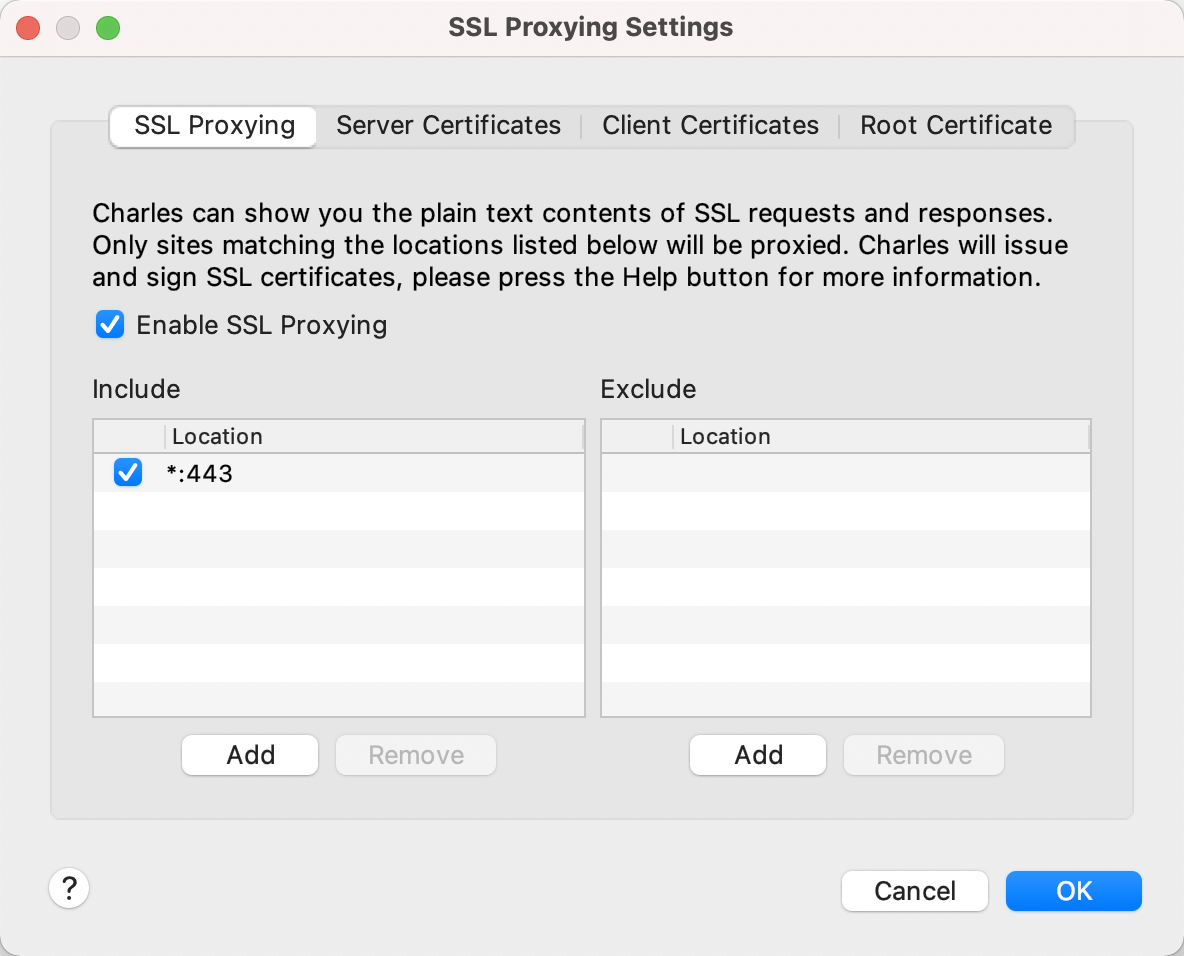 SSL Proxying Settings
SSL Proxying
Server Certificates
Client Certificates
Root Certificate
Charles can show you the plain text contents of SSL requests and responses.
Only sites matching the locations listed below will be proxied. Charles will issue
and sign SSL certificates, please press the Help button for more information.
Enable SSL Proxying
Include
Exclude
Location
Location
*:443
Add
Remove
Add
Remove
?
Cancel
OK